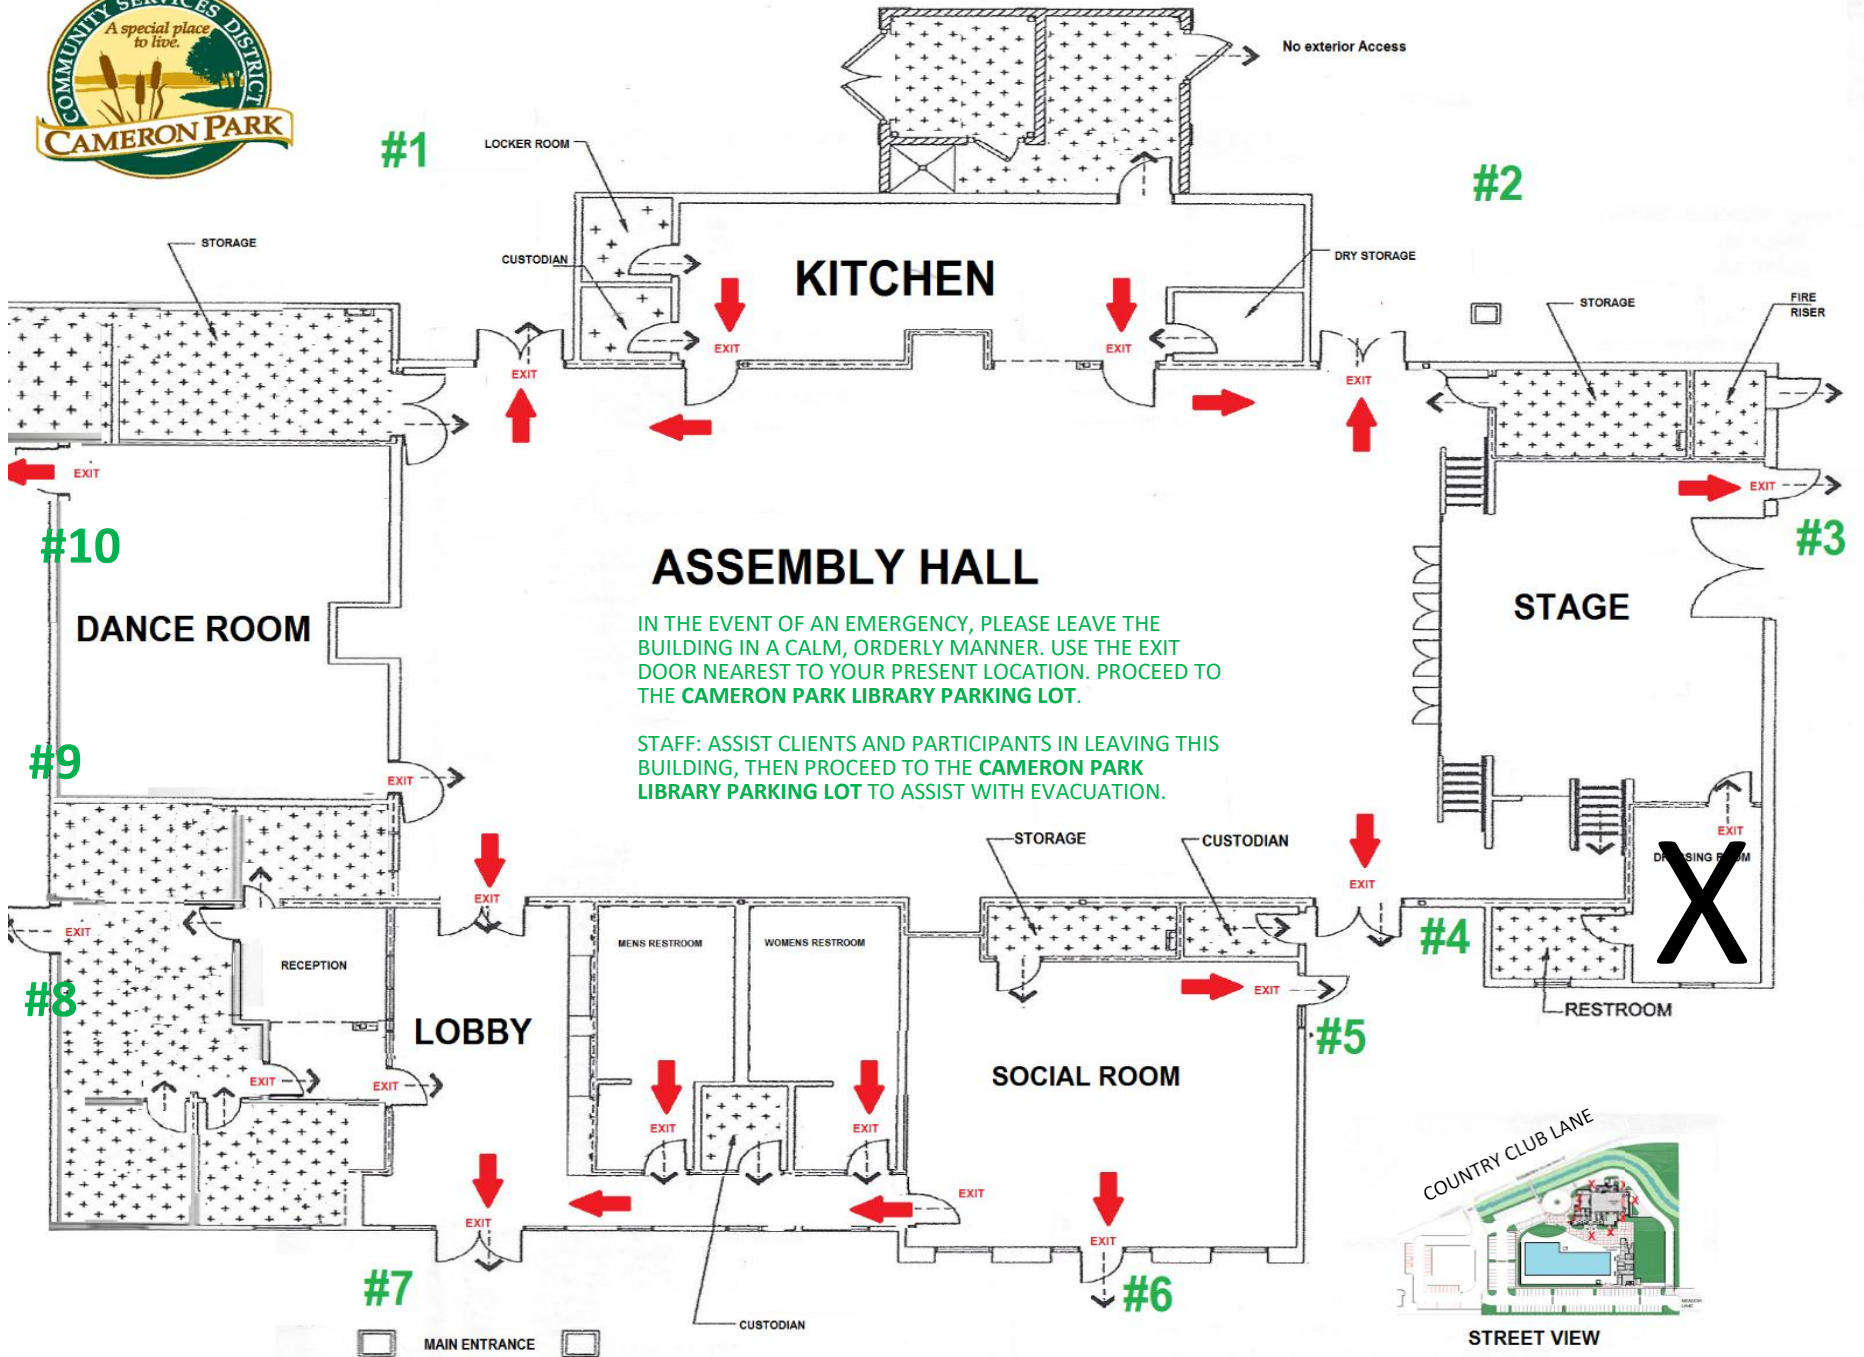 COMMUNITY SERVICES DISTRICT
A special place
to live.
CAMERON PARK
No exterior Access
#1
LOCKER ROOM
#2
STORAGE
CUSTODIAN
KITCHEN
DRY STORAGE
STORAGE
FIRE
RISER
EXIT
EXIT
EXIT
EXIT
EXIT
EXIT
#10
#3
ASSEMBLY HALL
DANCE ROOM
STAGE
IN THE EVENT OF AN EMERGENCY, PLEASE LEAVE THE
BUILDING IN A CALM, ORDERLY MANNER. USE THE EXIT
DOOR NEAREST TO YOUR PRESENT LOCATION. PROCEED TO
THE CAMERON PARK LIBRARY PARKING LOT.
STAFF: ASSIST CLIENTS AND PARTICIPANTS IN LEAVING THIS
BUILDING, THEN PROCEED TO THE CAMERON PARK
LIBRARY PARKING LOT TO ASSIST WITH EVACUATION.
#9
EXIT
STORAGE
CUSTODIAN
EXIT
X
EXIT
EXIT
EXIT
#4
MENS RESTROOM
WOMENS RESTROOM
RECEPTION
#8
EXIT
RESTROOM
LOBBY
#5
SOCIAL ROOM
EXIT
EXIT
EXIT
EXIT
COUNTRY CLUB LANE
EXIT
EXIT
EXIT
#7
#6
MEADOW
LANE
CUSTODIAN
MAIN ENTRANCE
STREET VIEW